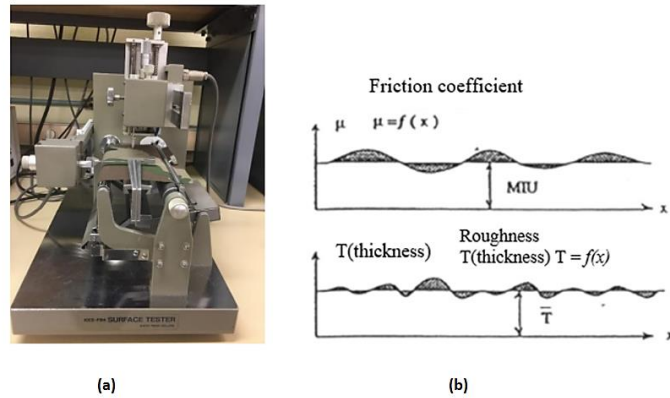 Friction coefficient
μ μ=f(x)
MIU
x
T(thickness)
Roughness
T(thickness) T = f(x)
T̄
x
SURFACE TESTER
(a)
(b)